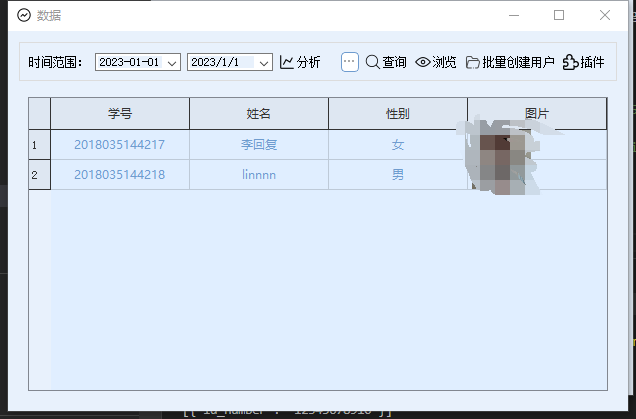 数据
时间范围： 2023-01-01 2023/1/1 分析 ... 查询 浏览 批量创建用户 插件
学号 姓名 性别 图片
1 2018035144217 李回复 女
2 2018035144218 linnnn 男